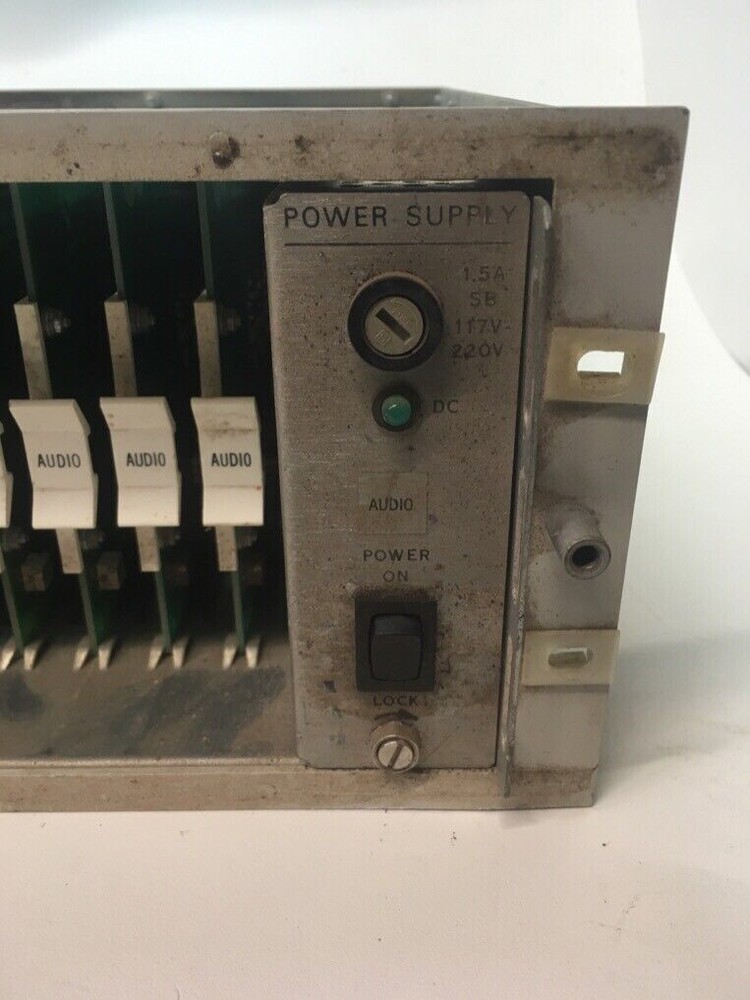 POWER SUPPLY
1.5A
SB
117V-
220V
DC
AUDIO AUDIO AUDIO
AUDIO
POWER
ON
LOCK